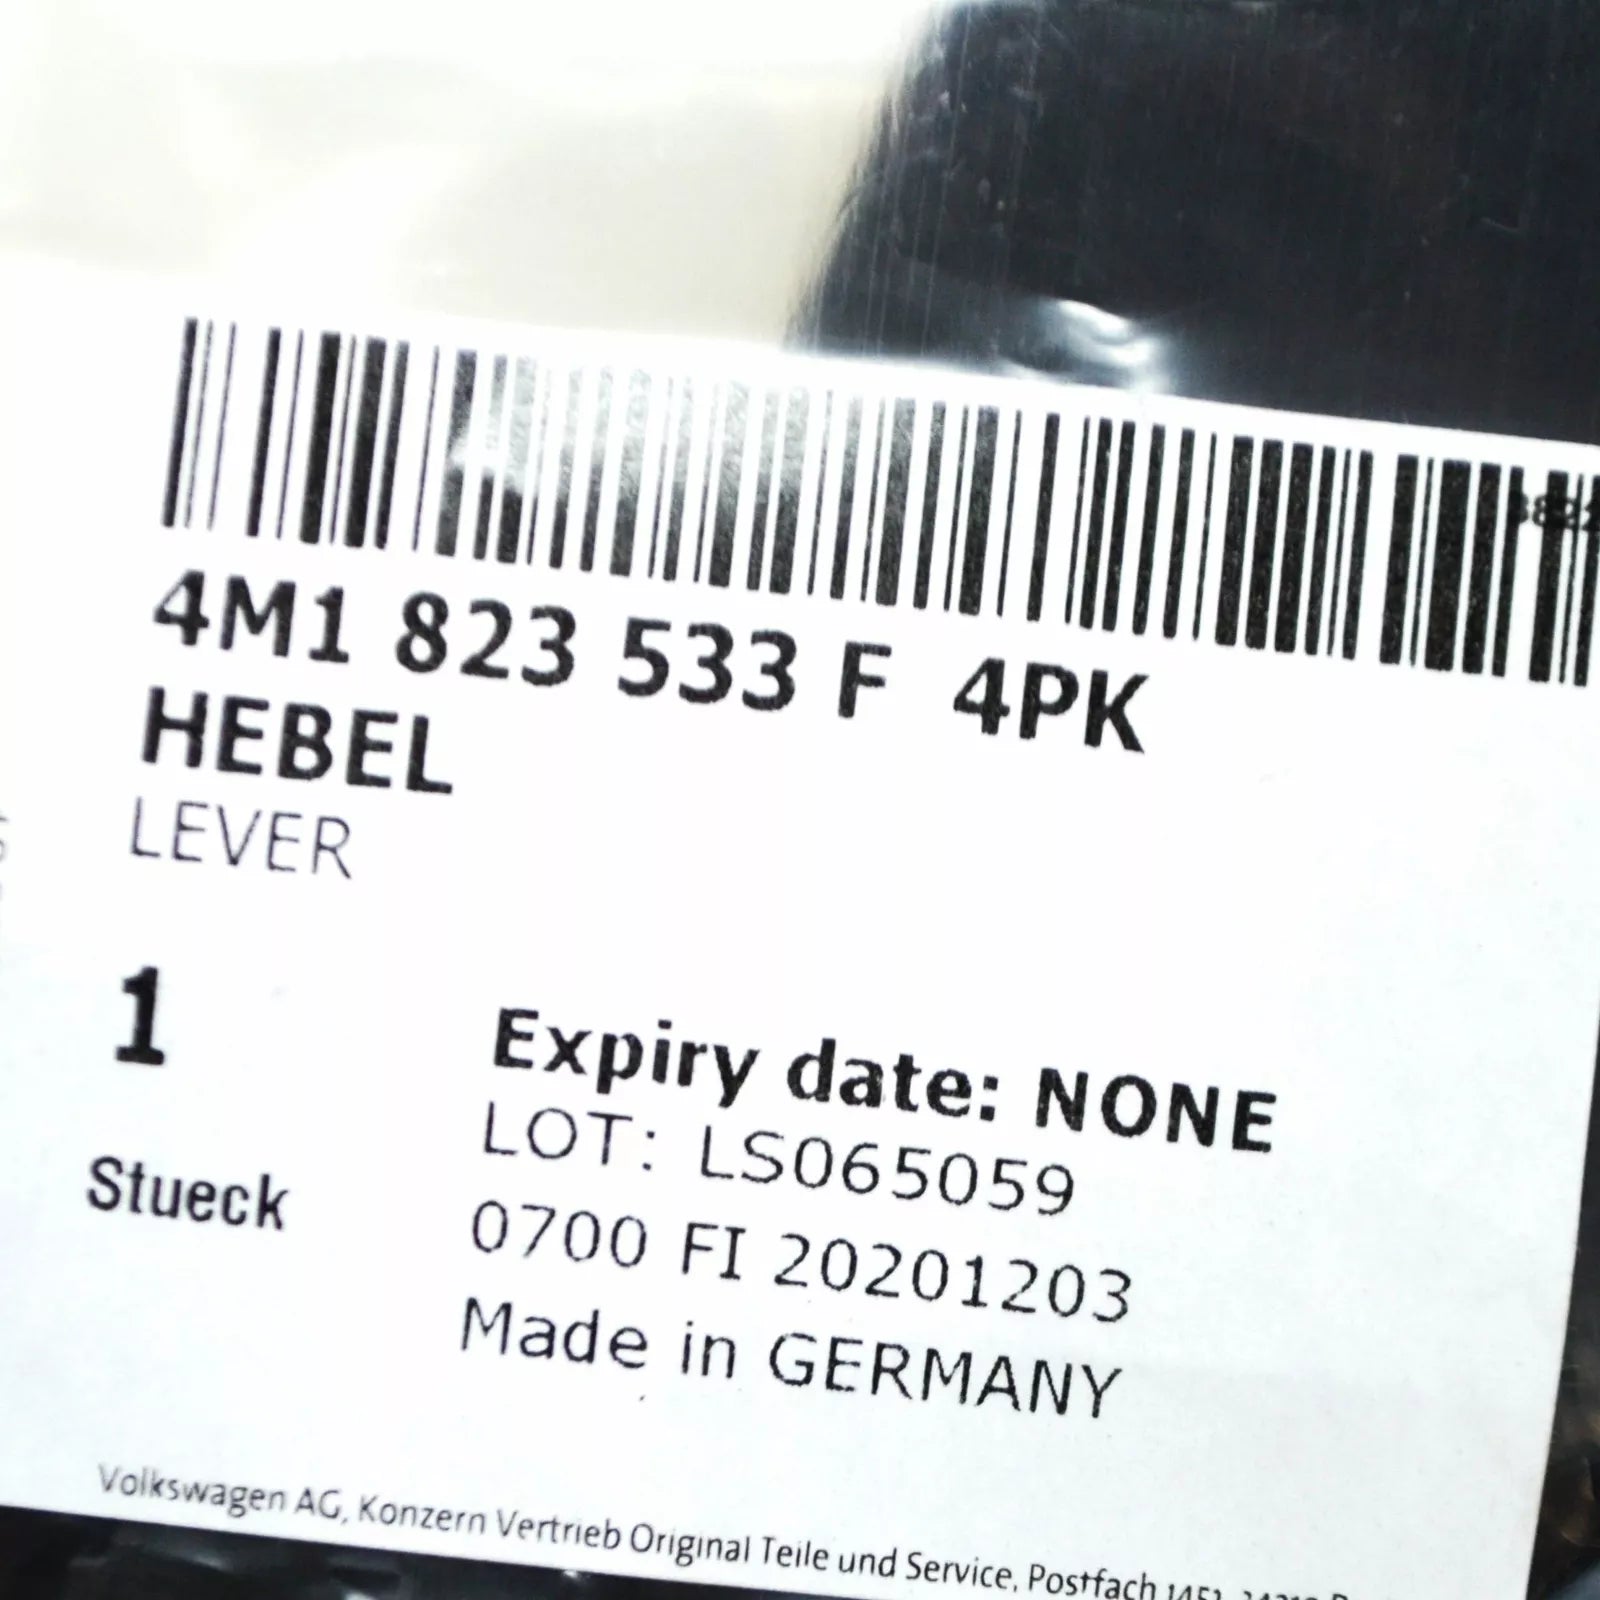 4M1 823 533 F 4PK
HEBEL
LEVER
1
Stueck
Expiry date: NONE
LOT: LS065059
0700 FI 20201203
Made in GERMANY
Volkswagen AG, Konzern Vertrieb Original Teile und Service, Postfach